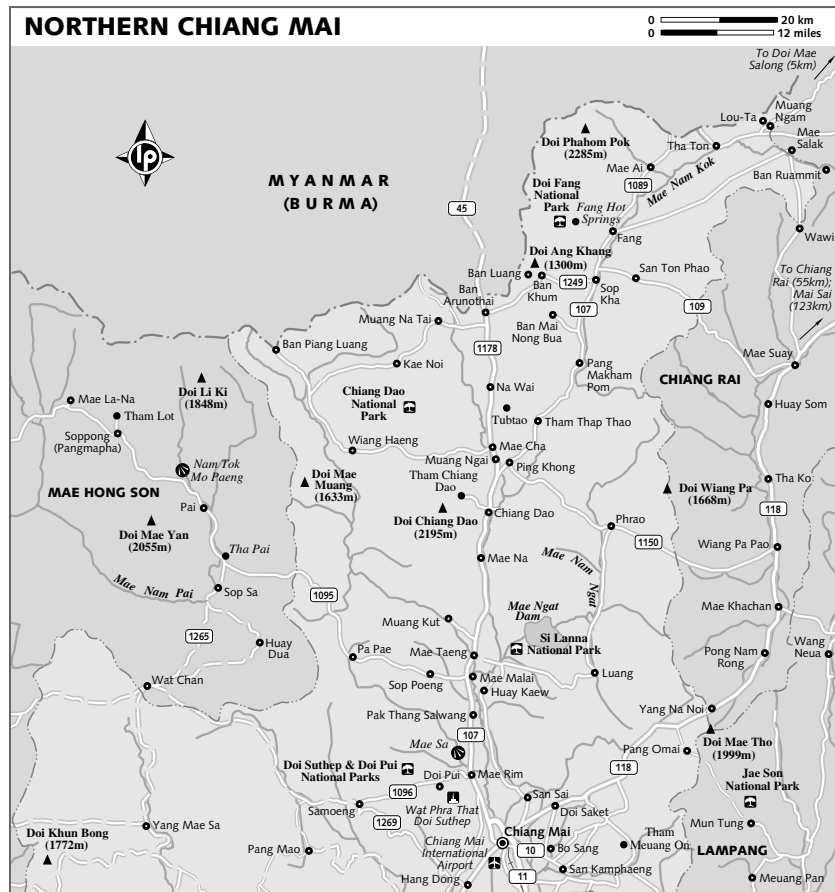 NORTHERN CHIANG MAI
0 20 km
0 12 miles
To Doi Mae
Salong (5km)
Lou-Ta
Muang
Ngam
Mae
Salak
Doi Phahom Pok
(2285m)
Tha Ton
Mae Ai
Mae Nam Kok
Ban Ruammit
lp
MYANMAR
(BURMA)
45
1089
Doi Fang
National
Park
Fang Hot
Springs
Fang
Wawi
Doi Ang Khang
(1300m)
Ban Luang
Ban
Khum
1249
Sop
Kha
San Ton Phao
To Chiang
Rai (55km);
Mai Sai
(123km)
Ban
Arunothai
107
109
Muang Na Tai
Ban Mai
Nong Bua
Ban Piang Luang
1178
Kae Noi
Pang
Makham
Pom
Mae Suay
CHIANG RAI
Doi Li Ki
(1848m)
Mae La-Na
Tham Lot
Chiang Dao
National
Park
Na Wai
Tubtao
Huay Som
Soppong
(Pangmapha)
Tham Thap Thao
Wiang Haeng
Mae Cha
Muang Ngai
Ping Khong
Nam Tok
Mo Paeng
Doi Mae
Muang
(1633m)
Tham Chiang
Dao
Tha Ko
Doi Wiang Pa
(1668m)
MAE HONG SON
Pai
Doi Mae Yan
(2055m)
Doi Chiang Dao
(2195m)
Chiang Dao
118
Phrao
1150
Wiang Pa Pao
Tha Pai
Mae Na
Mae Nam
Ngat
Mae Nam Pai
Sop Sa
1095
Mae Ngat
Dam
Mae Khachan
Muang Kut
1265
Huay
Dua
Si Lanna
National Park
Pa Pae
Mae Taeng
Pong Nam
Rong
Wang
Neua
Wat Chan
Sop Poeng
Mae Malai
Huay Kaew
Luang
Pak Thang Salwang
Yang Na Noi
107
Mae Sa
Doi Mae Tho
(1999m)
Pang Omai
118
Doi Suthep & Doi Pui
National Parks
Doi Pui
Mae Rim
Jae Son
National Park
1096
San Sai
Samoeng
Wat Phra That
Doi Suthep
Doi Saket
1269
Mun Tung
Yang Mae Sa
Doi Khun Bong
(1772m)
Pang Mao
Chiang Mai
International
Airport
Chiang Mai
10
Bo Sang
Tham
Meuang On
LAMPANG
Hang Dong
11
San Kamphaeng
Meuang Pan